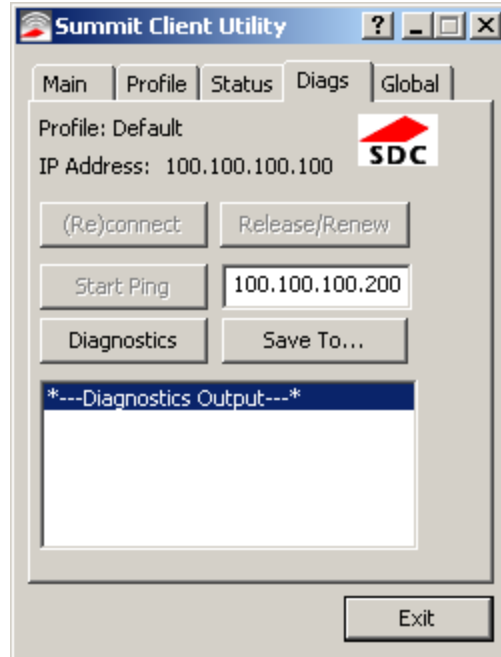 Summit Client Utility ? _ □ X
Main Profile Status Diags Global
Profile: Default
SDC
IP Address: 100.100.100.100
(Re)connect Release/Renew
Start Ping 100.100.100.200
Diagnostics Save To...
*---Diagnostics Output---*
Exit